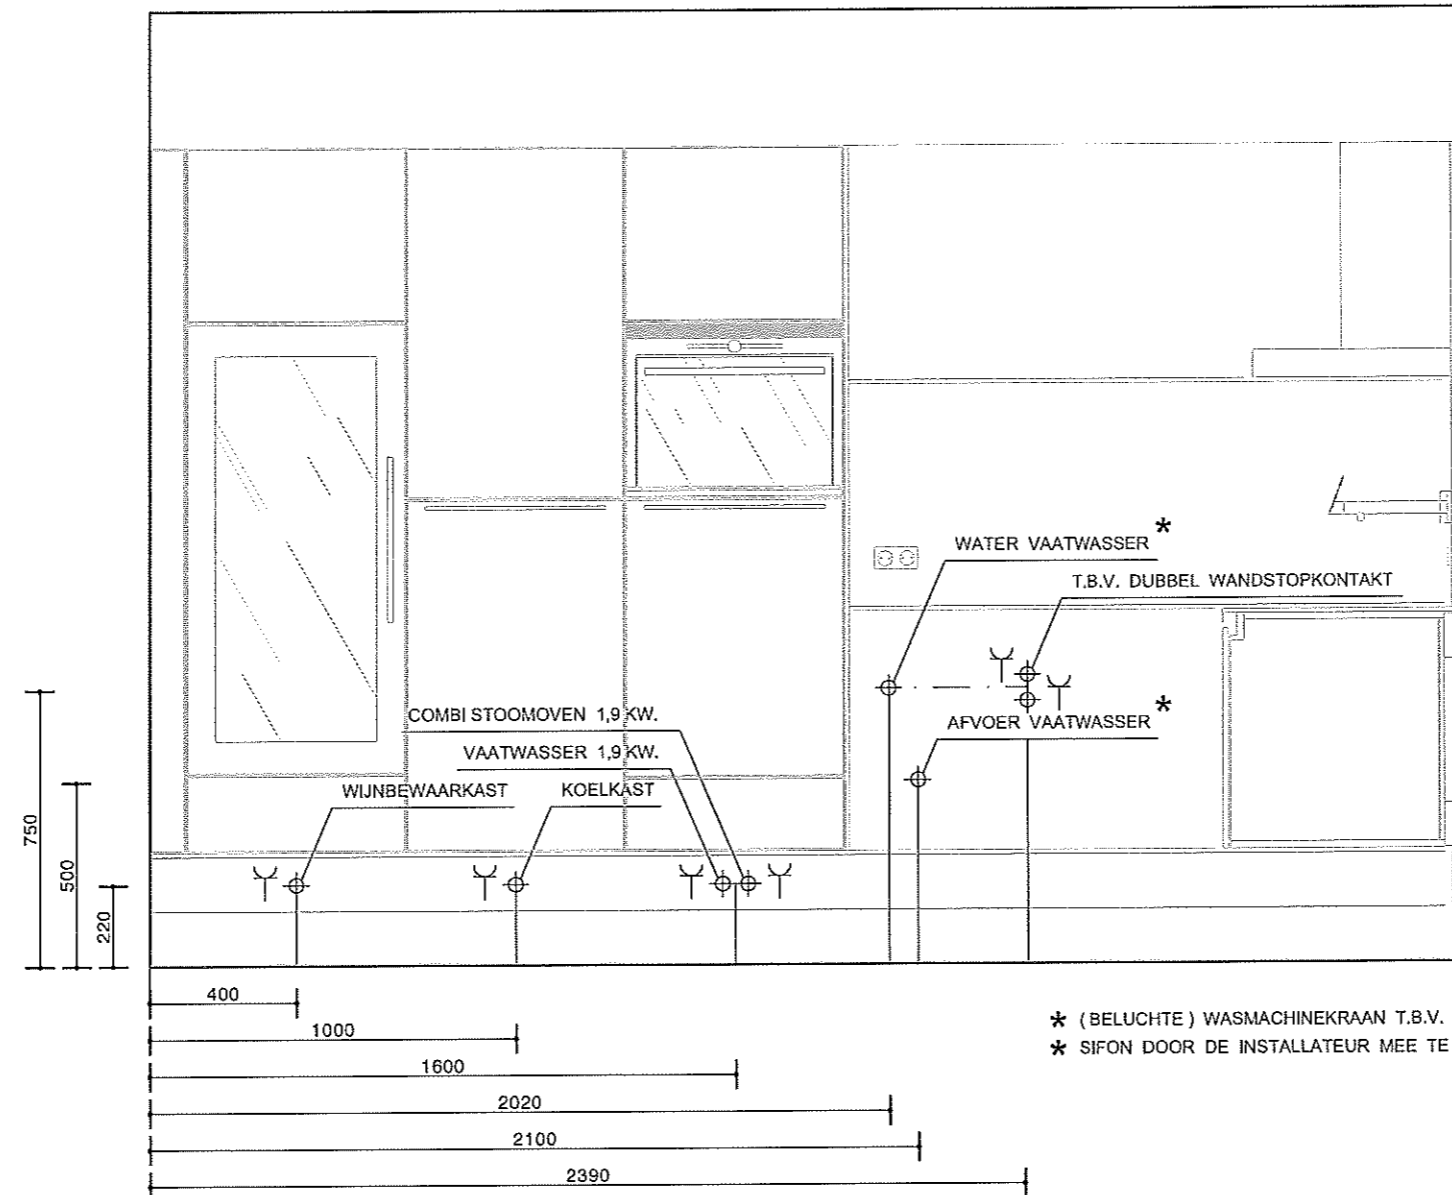 WATER VAATWASSER *
T.B.V. DUBBEL WANDSTOPKONTAKT
COMBI STOOMOVEN 1,9 KW.
AFVOER VAATWASSER *
VAATWASSER 1,9 KW.
WIJNBEWAARKAST
KOELKAST
750
500
220
400
1000
1600
2020
2100
2390
* (BELUCHTE) WASMACHINEKRAAN T.B.V.
* SIFON DOOR DE INSTALLATEUR MEE TE